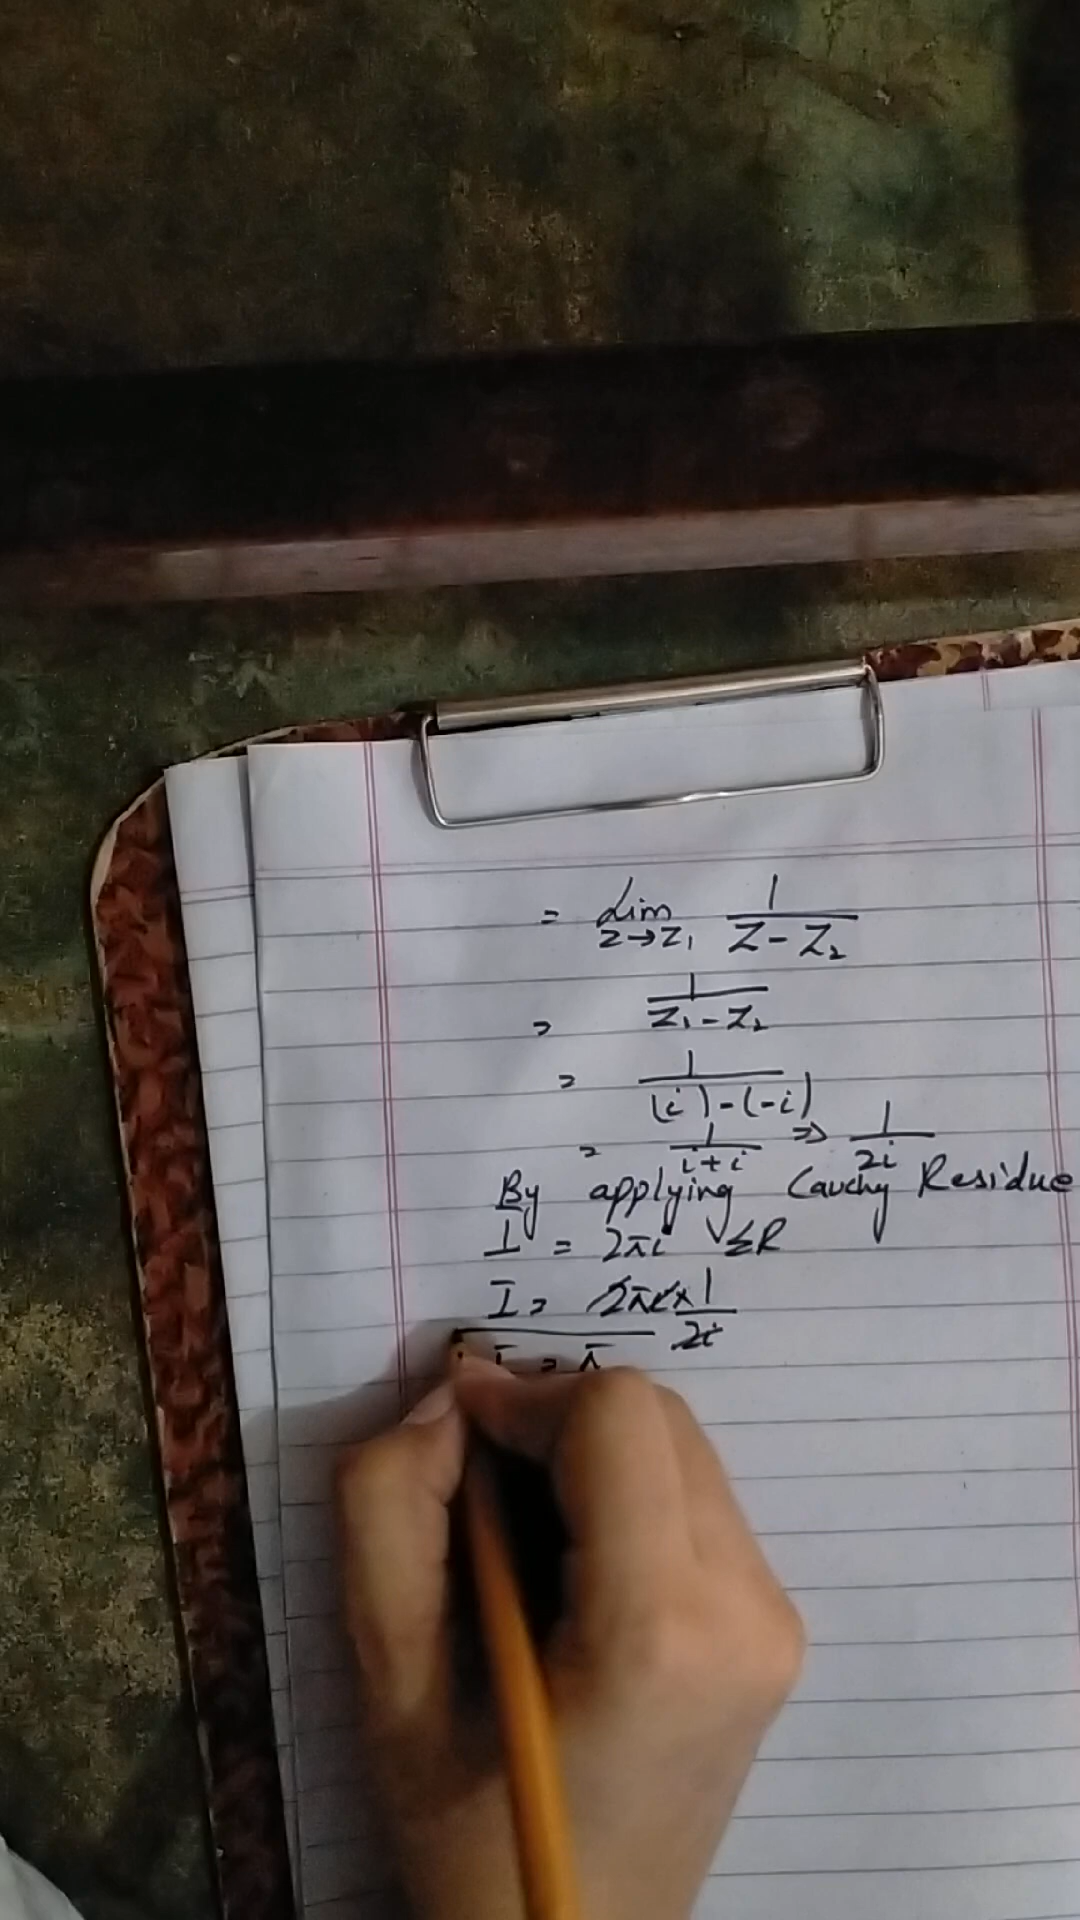 = Lim z→z₁ 1/(z - z₂)
= 1/(z₁ - z₂)
= 1/((i) - (-i))
= 1/(i+i) ⇒ 1/2i
By applying Cauchy Residue
I = 2πi ΣR
I = 2πi × 1/2i
I = π